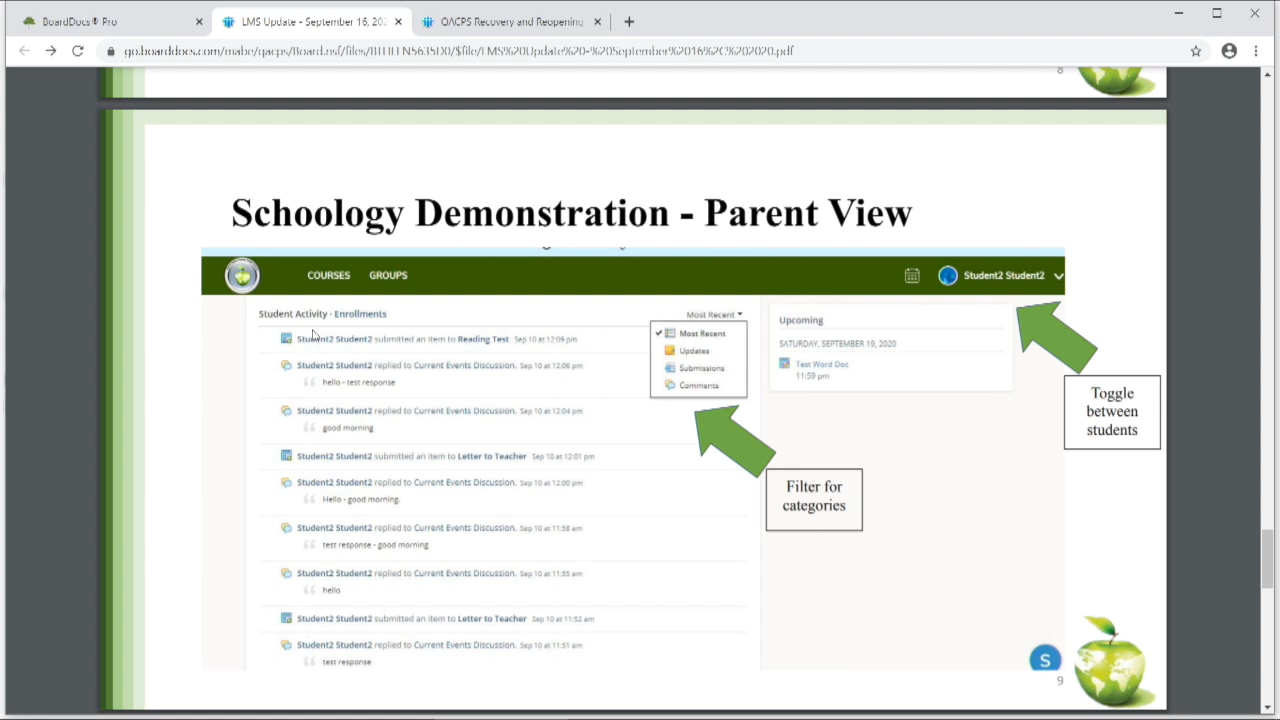 BoardDocs® Pro
LMS Update - September 16, 202
QACPS Recovery and Reopening
go.boarddocs.com/mabe/qacps/Board.nsf/files/
$file/LMS%20Update%20-%20September%2016%2C%202020.pdf
8
Schoology Demonstration - Parent View
COURSES GROUPS
Student2 Student2
Student Activity · Enrollments
Most Recent
Student2 Student2 submitted an item to Reading Test Sep 10 at 12:09 pm
Student2 Student2 replied to Current Events Discussion. Sep 10 at 12:06 pm
hello - test response
Student2 Student2 replied to Current Events Discussion. Sep 10 at 12:04 pm
good morning
Student2 Student2 submitted an item to Letter to Teacher Sep 10 at 12:01 pm
Student2 Student2 replied to Current Events Discussion. Sep 10 at 12:00 pm
Hello - good morning.
Student2 Student2 replied to Current Events Discussion. Sep 10 at 11:58 am
test response - good morning
Student2 Student2 replied to Current Events Discussion. Sep 10 at 11:55 am
hello
Student2 Student2 submitted an item to Letter to Teacher Sep 10 at 11:52 am
Student2 Student2 replied to Current Events Discussion. Sep 10 at 11:51 am
test response
Most Recent
Updates
Submissions
Comments
Upcoming
SATURDAY, SEPTEMBER 19, 2020
Test Word Doc
11:59 pm
Toggle
between
students
Filter for
categories
S
9